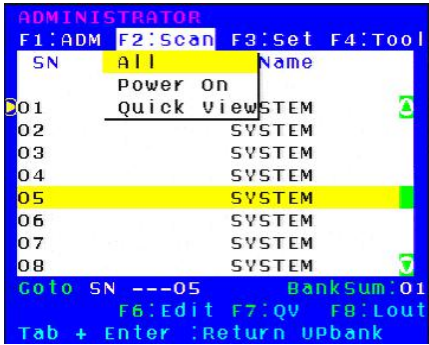 ADMINISTRATOR
F1:ADM F2:Scan F3:Set F4:Tool
SN All Name
Power On
01 Quick View SYSTEM
02 SYSTEM
03 SYSTEM
04 SYSTEM
05 SYSTEM
06 SYSTEM
07 SYSTEM
08 SYSTEM
Goto SN ---05 BankSum:01
F6:Edit F7:QV F8:Lout
Tab + Enter :Return UPbank